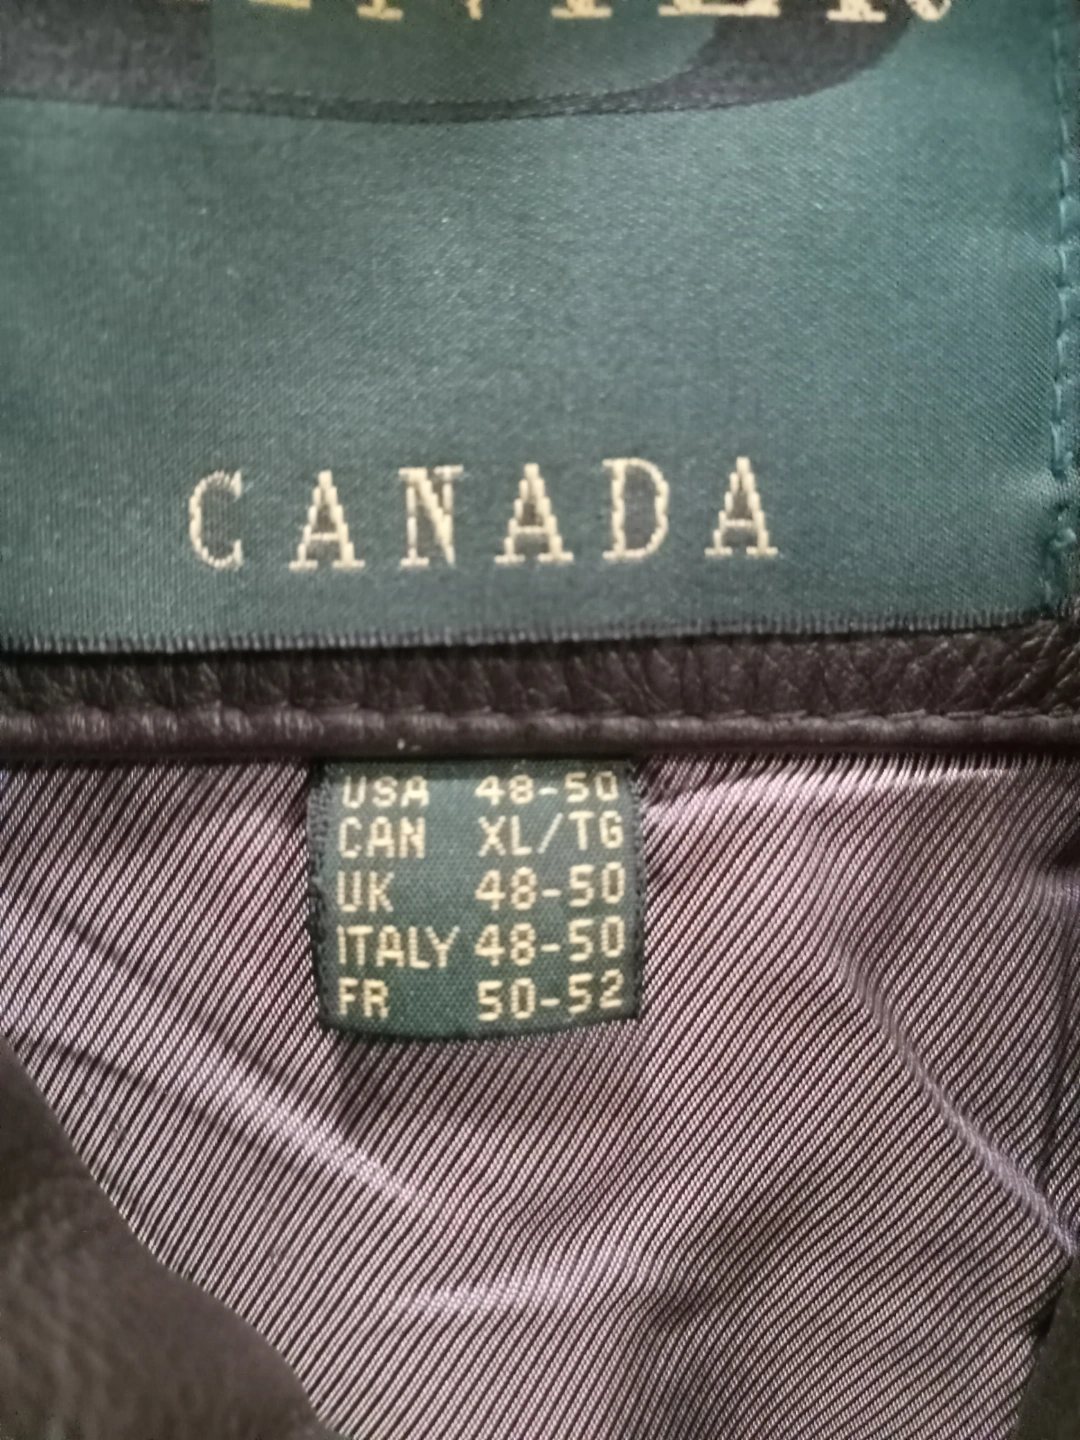 CANADA
USA 48-50
CAN XL/TG
UK 48-50
ITALY 48-50
FR 50-52